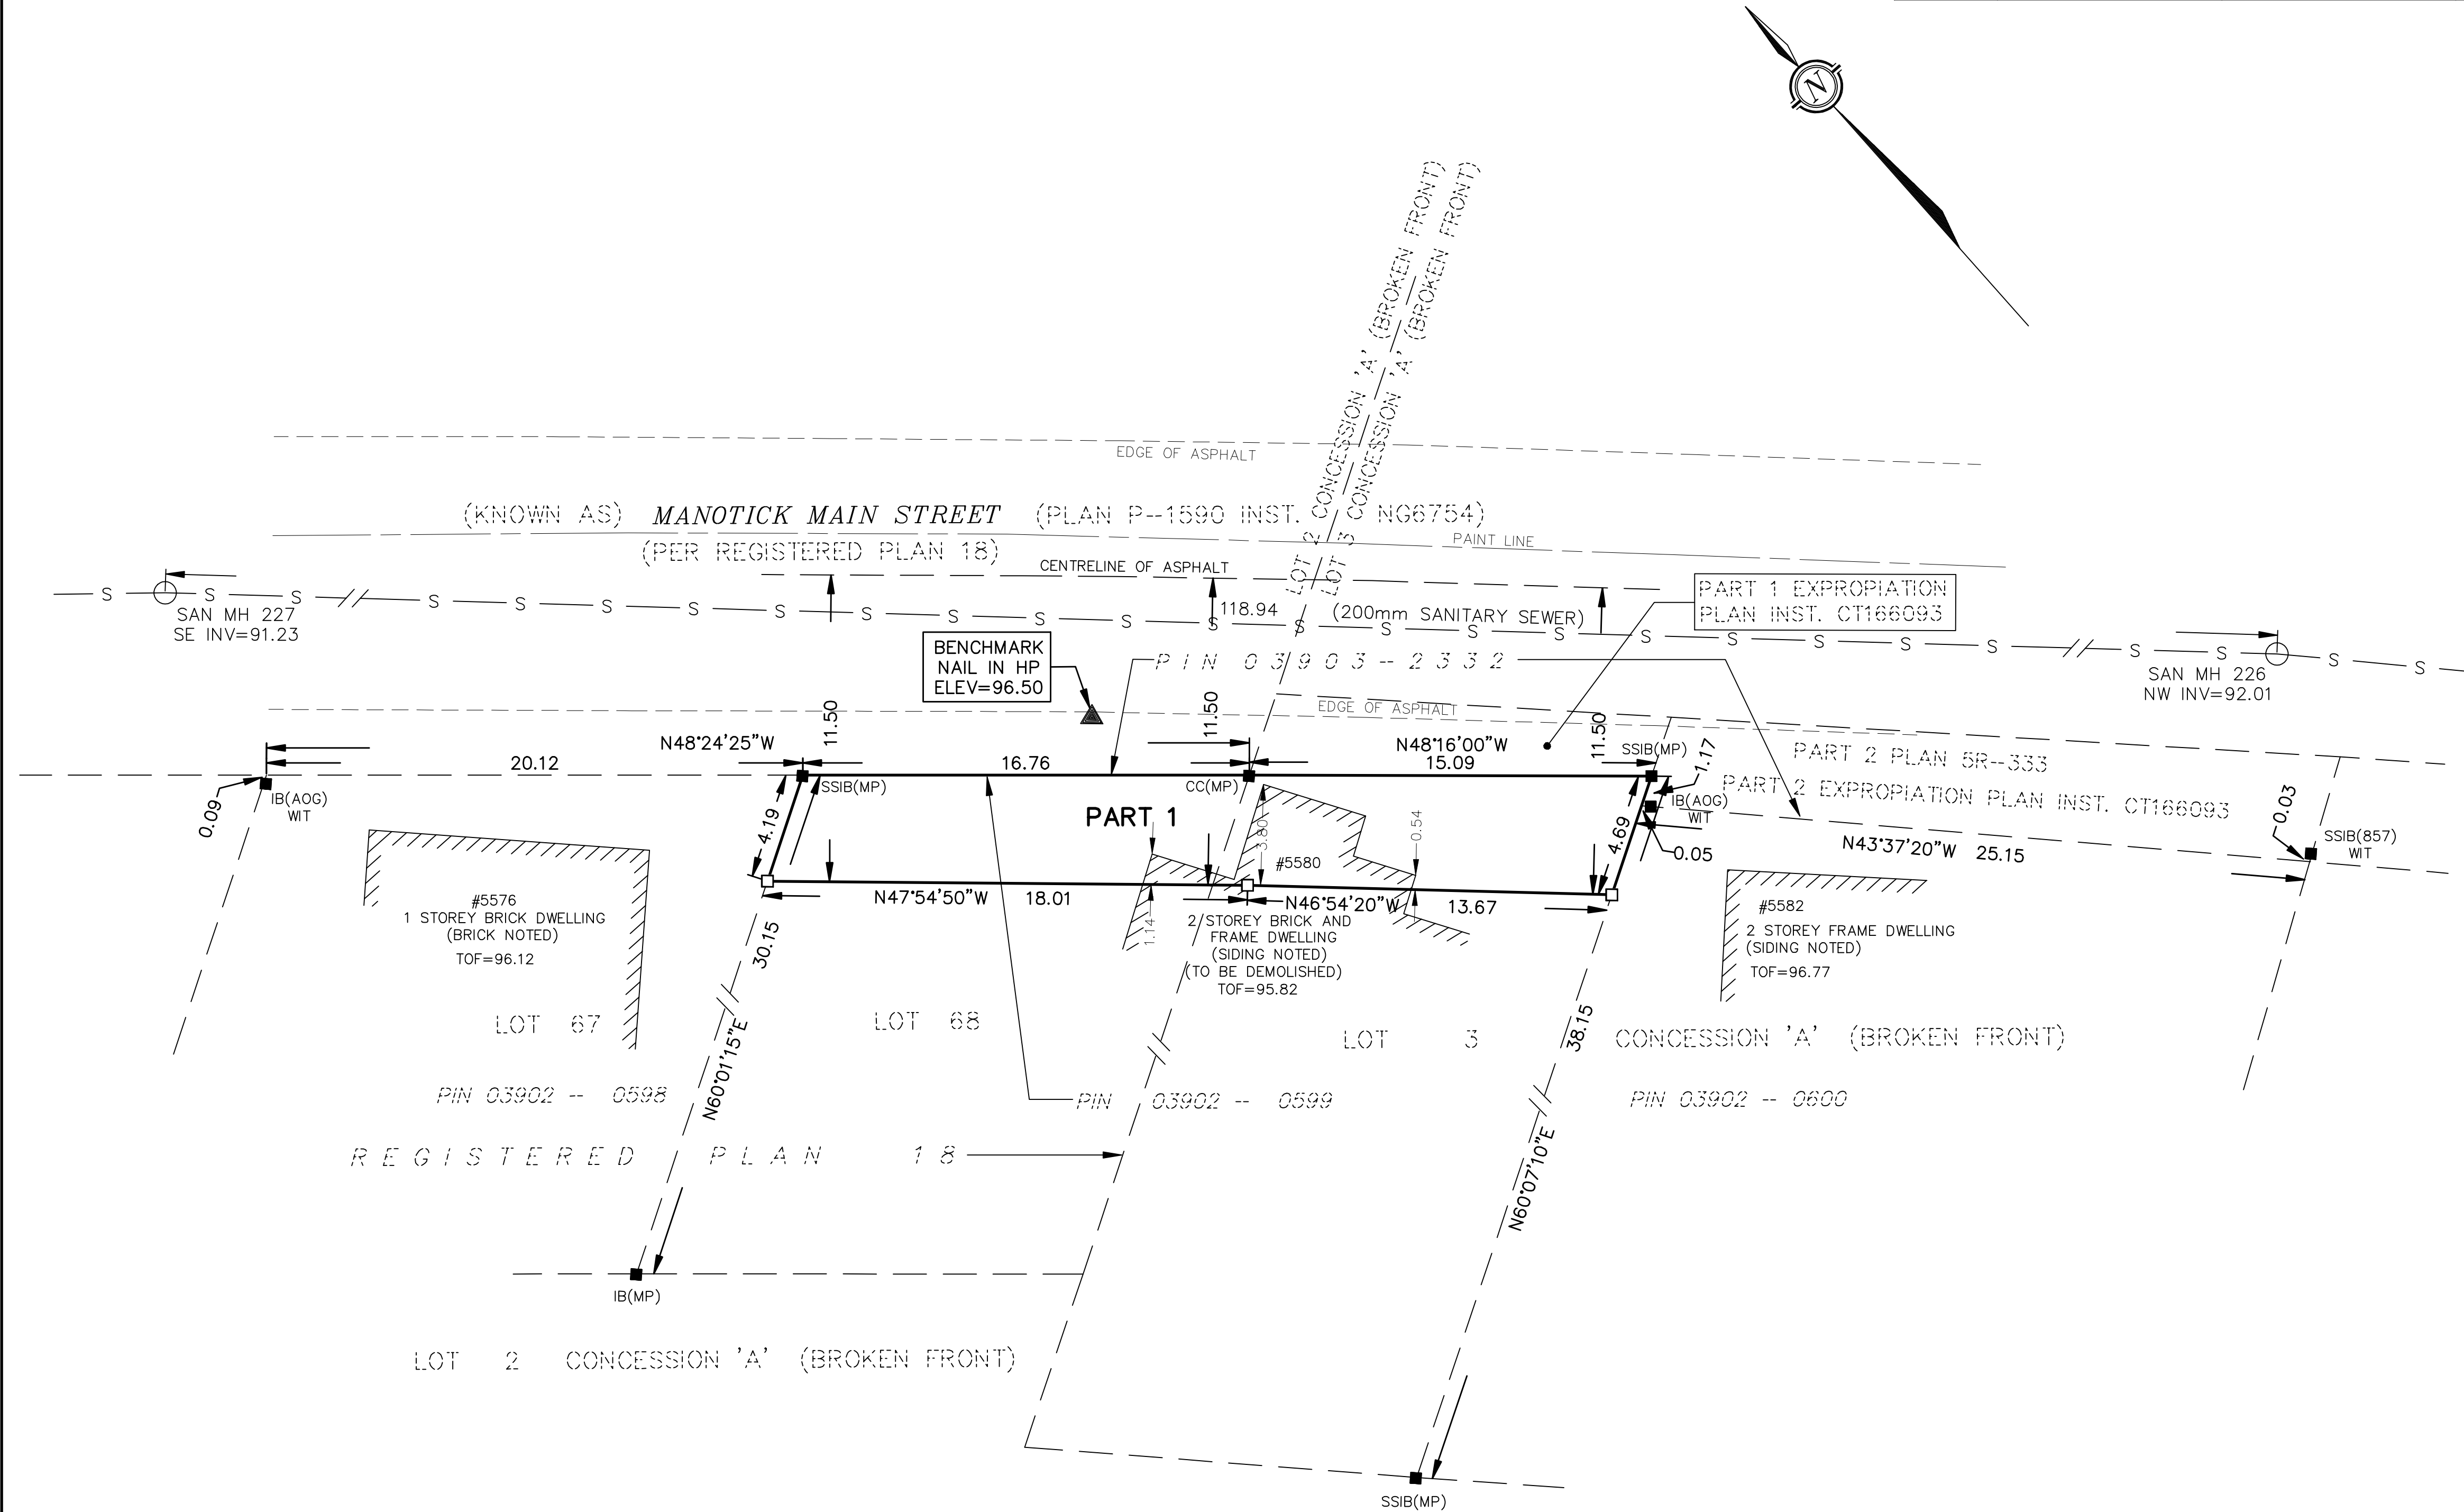 N
LOT 2 CONCESSION 'A' (BROKEN FRONT)
LOT 3 CONCESSION 'A' (BROKEN FRONT)
EDGE OF ASPHALT
(KNOWN AS) MANOTICK MAIN STREET (PLAN P--1590 INST. NG6754)
(PER REGISTERED PLAN 18)
PAINT LINE
CENTRELINE OF ASPHALT
S S S S S S S S S S S S S S S S S S S S S S S S S S S
SAN MH 227
SE INV=91.23
118.94
(200mm SANITARY SEWER)
PART 1 EXPROPIATION
PLAN INST. CT166093
SAN MH 226
NW INV=92.01
BENCHMARK
NAIL IN HP
ELEV=96.50
PIN 03903--2332
EDGE OF ASPHALT
11.50
11.50
11.50
N48°24'25"W
N48°16'00"W
SSIB(MP)
1.17
PART 2 PLAN 5R--333
PART 2 EXPROPIATION PLAN INST. CT166093
20.12
16.76
15.09
0.09
IB(AOG)
WIT
SSIB(MP)
CC(MP)
IB(AOG)
WIT
0.03
SSIB(857)
WIT
PART 1
4.19
3.80
0.54
4.69
0.05
N43°37'20"W 25.15
#5580
N47°54'50"W 18.01
N46°54'20"W
13.67
1.14
#5576
1 STOREY BRICK DWELLING
(BRICK NOTED)
TOF=96.12
2 STOREY BRICK AND
FRAME DWELLING
(SIDING NOTED)
(TO BE DEMOLISHED)
TOF=95.82
#5582
2 STOREY FRAME DWELLING
(SIDING NOTED)
TOF=96.77
30.15
N60°01'15"E
38.15
N60°07'10"E
LOT 67
LOT 68
LOT 3 CONCESSION 'A' (BROKEN FRONT)
PIN 03902 -- 0598
PIN 03902 -- 0599
PIN 03902 -- 0600
REGISTERED PLAN 18
IB(MP)
LOT 2 CONCESSION 'A' (BROKEN FRONT)
SSIB(MP)